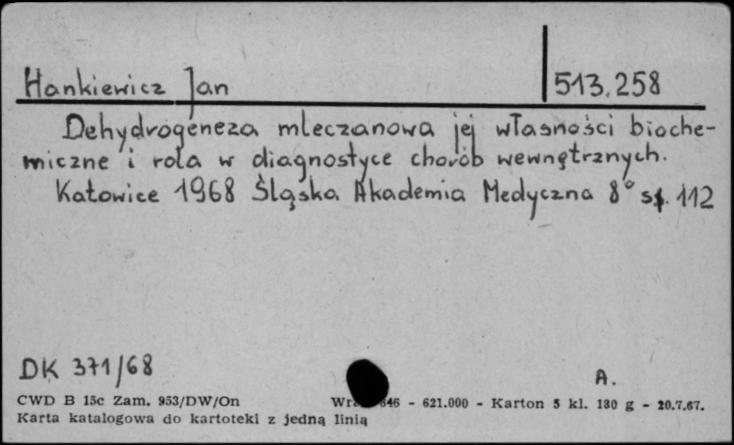 Hankiewicz Jan 513.258
Dehydrogeneza mleczanowa jej własności bioche-
miczne i rola w diagnostyce chorób wewnętrznych.
Katowice 1968 Śląska Akademia Medyczna 8° s. 112
DK 371/68 A.
CWD B 15c Zam. 953/DW/On 646 - 621.000 - Karton 5 kl. 180 g - 20.7.67.
Karta katalogowa do kartoteki z jedną linią